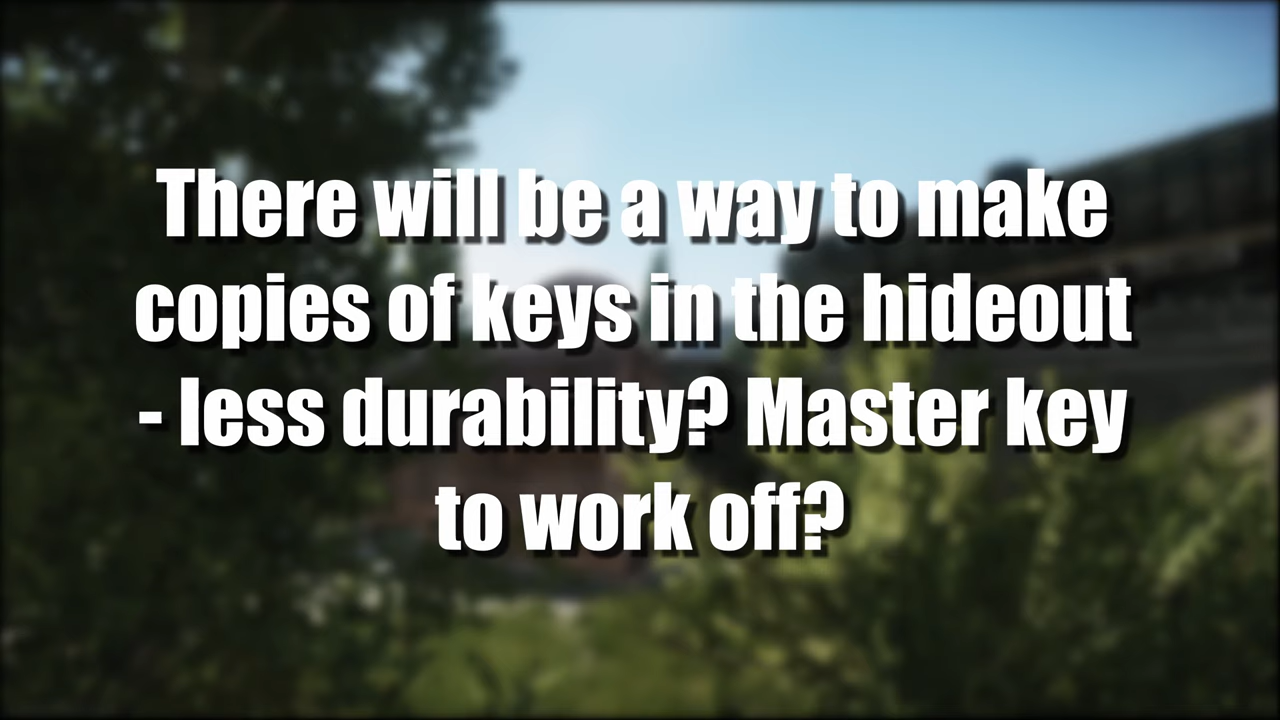 There will be a way to make
copies of keys in the hideout
- less durability? Master key
to work off?